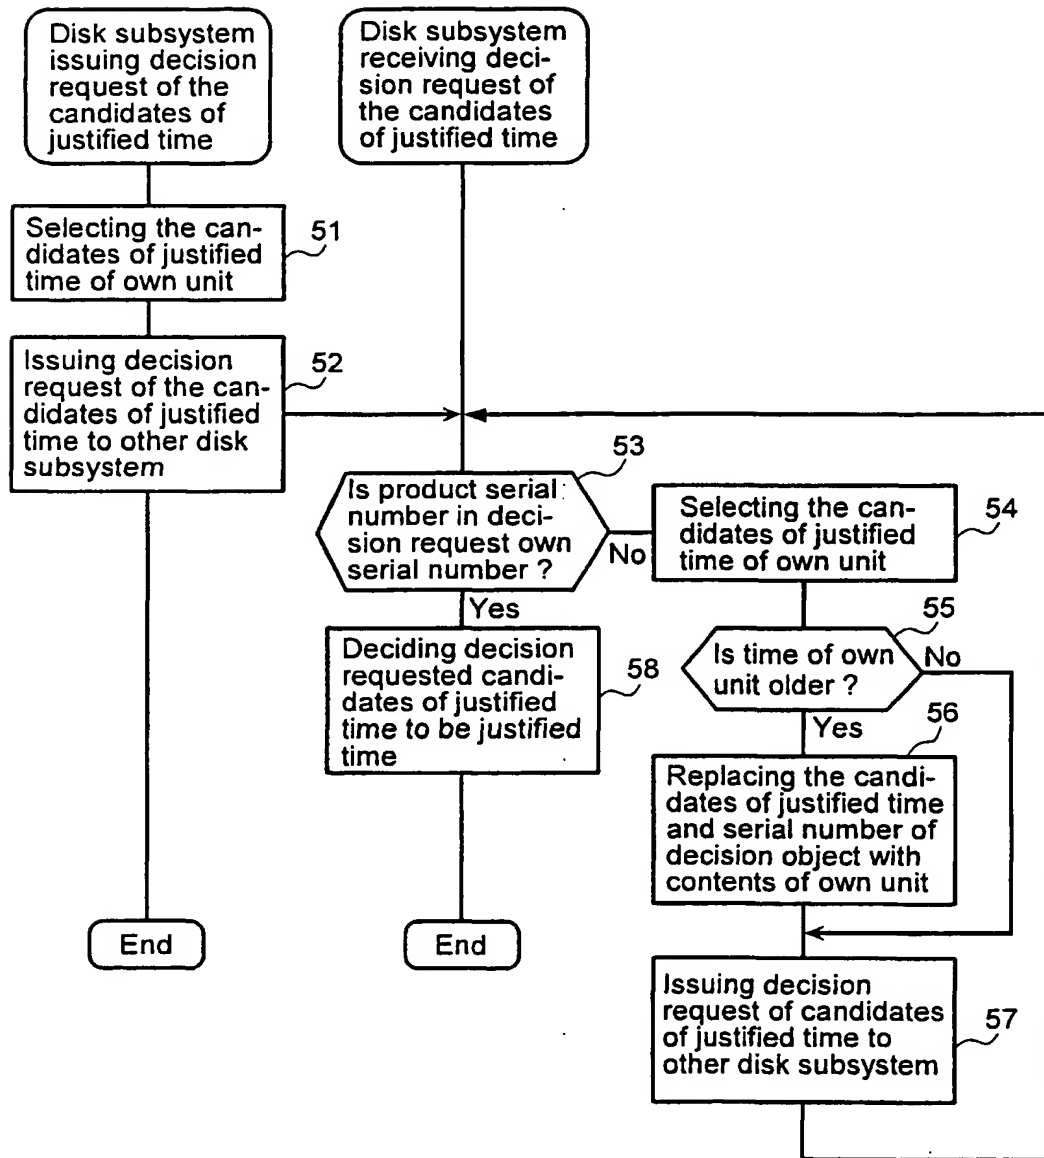 Disk subsystem
issuing decision
request of the
candidates of
justified time
Disk subsystem
receiving deci-
sion request of
the candidates
of justified time
Selecting the can-
didates of justified
time of own unit
51
Issuing decision
request of the can-
didates of justified
time to other disk
subsystem
52
53
Is product serial
number in deci-
sion request own
serial number ?
No
Yes
Selecting the can-
didates of justified
time of own unit
54
55
Is time of own
unit older ?
No
Yes
Deciding decision
requested candi-
dates of justified
time to be justified
time
58
56
Replacing the candi-
dates of justified time
and serial number of
decision object with
contents of own unit
End
End
Issuing decision
request of candidates
of justified time to
other disk subsystem
57